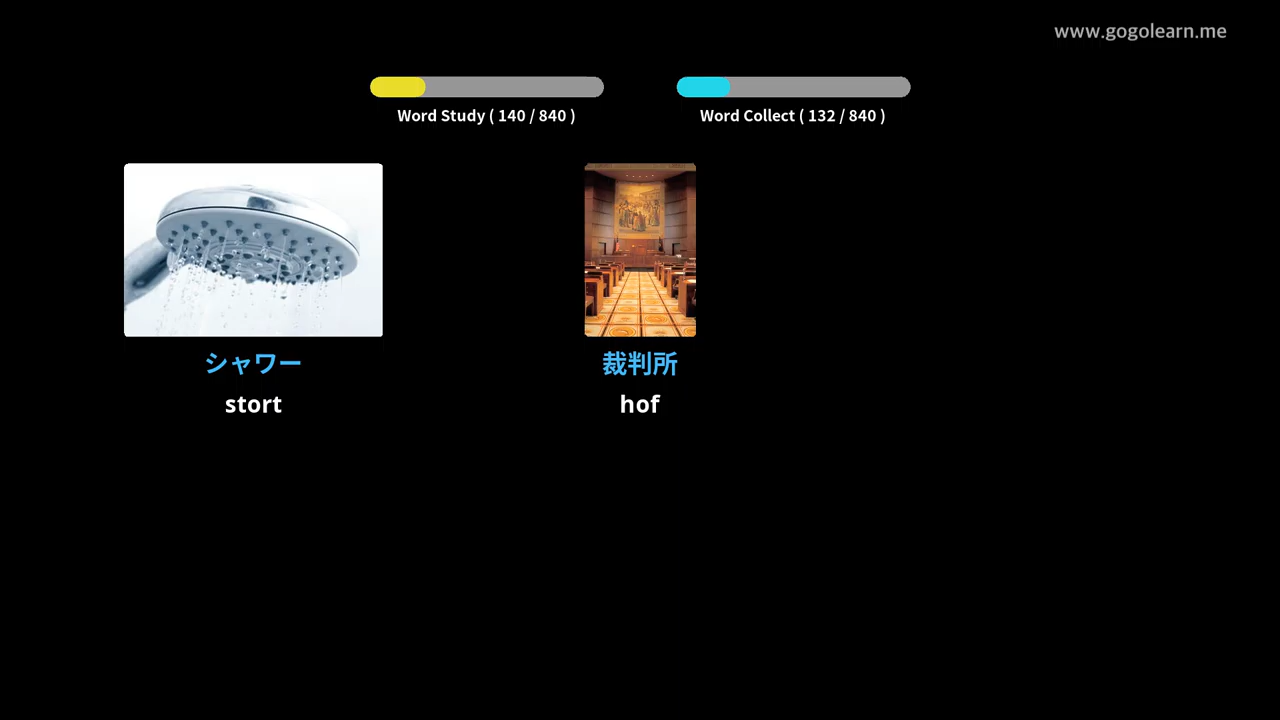 www.gogolearn.me
Word Study ( 140 / 840 )
Word Collect ( 132 / 840 )
シャワー
stort
裁判所
hof